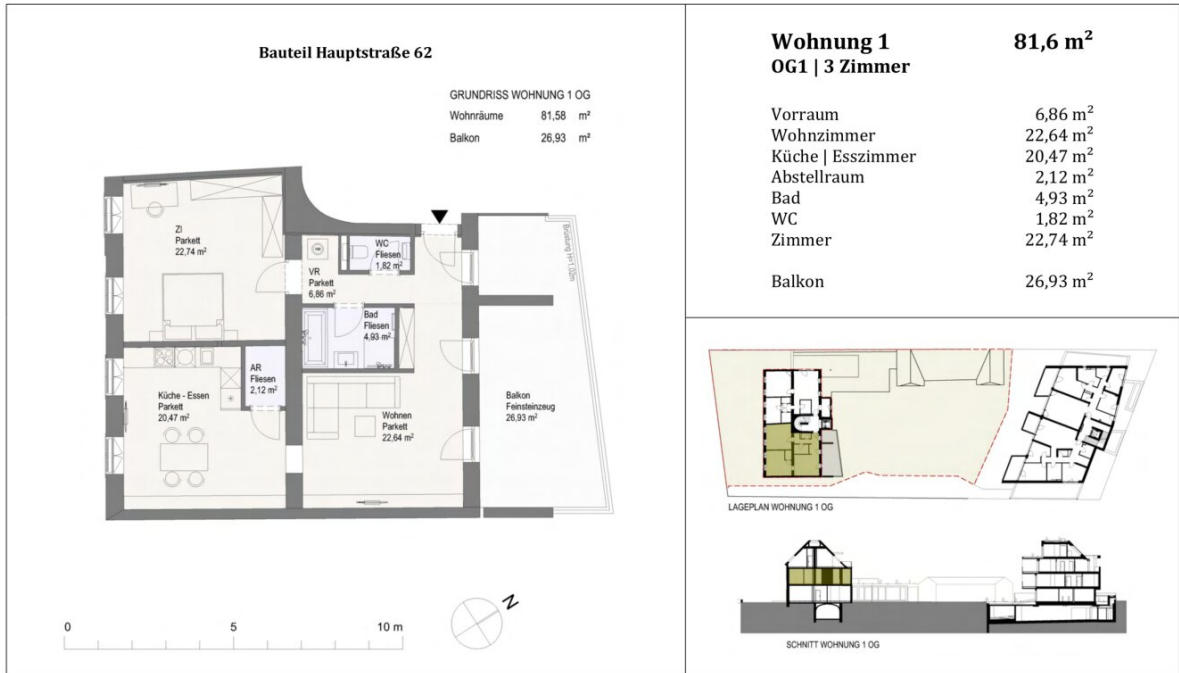 Bauteil Hauptstraße 62
GRUNDRISS WOHNUNG 1 OG
Wohnräume 81,58 m²
Balkon 26,93 m²
ZI
Parkett
22,74 m²
WC
Fliesen
1,82 m²
VR
Parkett
6,86 m²
Bad
Fliesen
4,93 m²
AR
Fliesen
2,12 m²
Küche - Essen
Parkett
20,47 m²
Wohnen
Parkett
22,64 m²
Balkon
Feinsteinzeug
26,93 m²
Brüstung H=1,02m
N
0 5 10 m
Wohnung 1 81,6 m²
OG1 | 3 Zimmer
Vorraum 6,86 m²
Wohnzimmer 22,64 m²
Küche | Esszimmer 20,47 m²
Abstellraum 2,12 m²
Bad 4,93 m²
WC 1,82 m²
Zimmer 22,74 m²
Balkon 26,93 m²
LAGEPLAN WOHNUNG 1 OG
SCHNITT WOHNUNG 1 OG